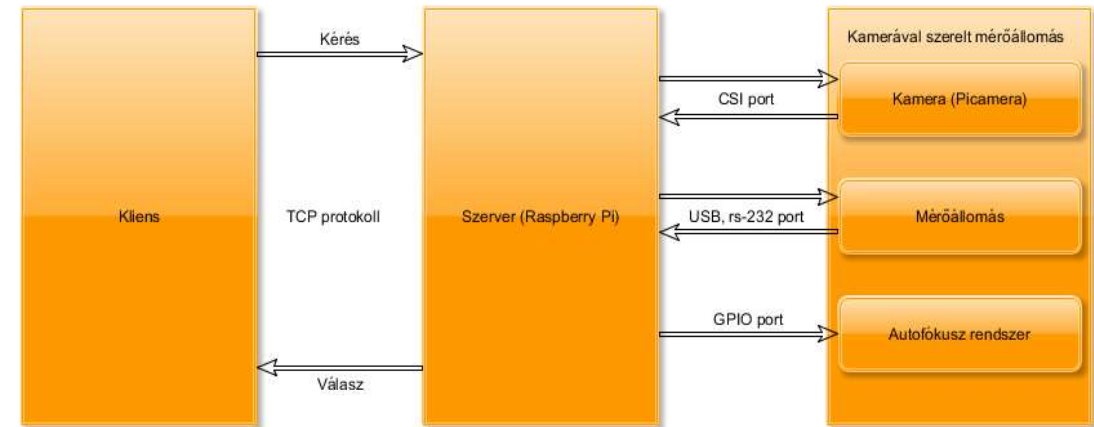 Kliens
Kérés
TCP protokoll
Válasz
Szerver (Raspberry Pi)
CSI port
USB, rs-232 port
GPIO port
Kamerával szerelt mérőállomás
Kamera (Picamera)
Mérőállomás
Autofókusz rendszer